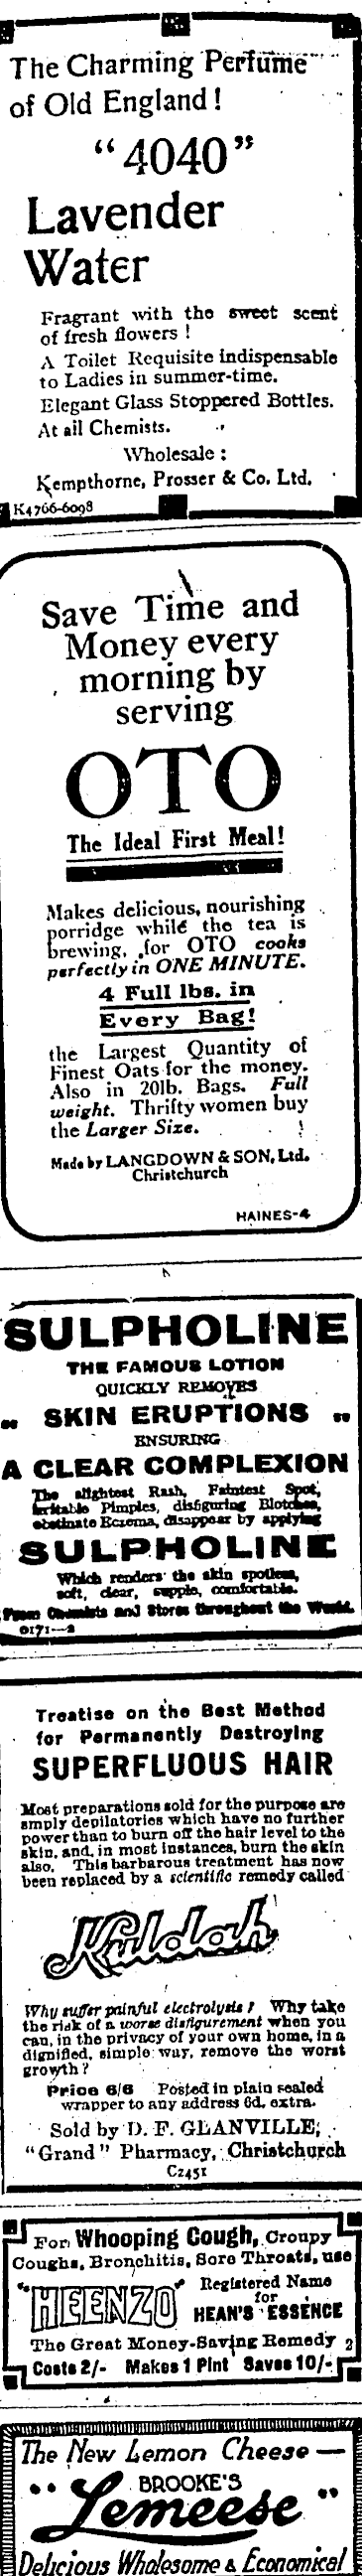 The Charming Perfume
of Old England!
"4040"
Lavender
Water
Fragrant with the sweet scent
of fresh flowers !
A Toilet Requisite indispensable
to Ladies in summer-time.
Elegant Glass Stoppered Bottles.
At all Chemists.
Wholesale :
Kempthorne, Prosser & Co. Ltd.
K4766-6098
Save Time and
Money every
morning by
serving
OTO
The Ideal First Meal!
Makes delicious, nourishing
porridge while the tea is
brewing, for OTO cooks
perfectly in ONE MINUTE.
4 Full lbs. in
Every Bag!
the Largest Quantity of
Finest Oats for the money.
Also in 20lb. Bags. Full
weight. Thrifty women buy
the Larger Size.
Made by LANGDOWN & SON, Ltd.
Christchurch
HAINES-4
SULPHOLINE
THE FAMOUS LOTION
QUICKLY REMOVES
SKIN ERUPTIONS
ENSURING
A CLEAR COMPLEXION
The slightest Rash, Faintest Spot,
Irritable Pimples, disfiguring Blotches,
obstinate Eczema, disappear by applying
SULPHOLINE
Which renders the skin spotless,
soft, clear, supple, comfortable.
From Chemists and Stores throughout the World.
0171—2
Treatise on the Best Method
for Permanently Destroying
SUPERFLUOUS HAIR
Most preparations sold for the purpose are
smply depilatories which have no further
power than to burn off the hair level to the
skin, and, in most instances, burn the skin
also. This barbarous treatment has now
been replaced by a scientific remedy called
Kuldah
Why suffer painful electrolysis? Why take
the risk of a worse disfigurement when you
can, in the privacy of your own home, in a
dignified, simple way, remove the worst
growth?
Price 6/6 Posted in plain sealed
wrapper to any address 6d. extra.
Sold by D. F. GLANVILLE,
"Grand" Pharmacy, Christchurch
C2451
For Whooping Cough, Croupy
Coughs, Bronchitis, Sore Throats, use
"HEENZO" Registered Name
for
HEAN'S ESSENCE
The Great Money-Saving Remedy 2
Costs 2/- Makes 1 Pint Saves 10/-
The New Lemon Cheese —
BROOKE'S
"Lemeese"
Delicious Wholesome & Economical